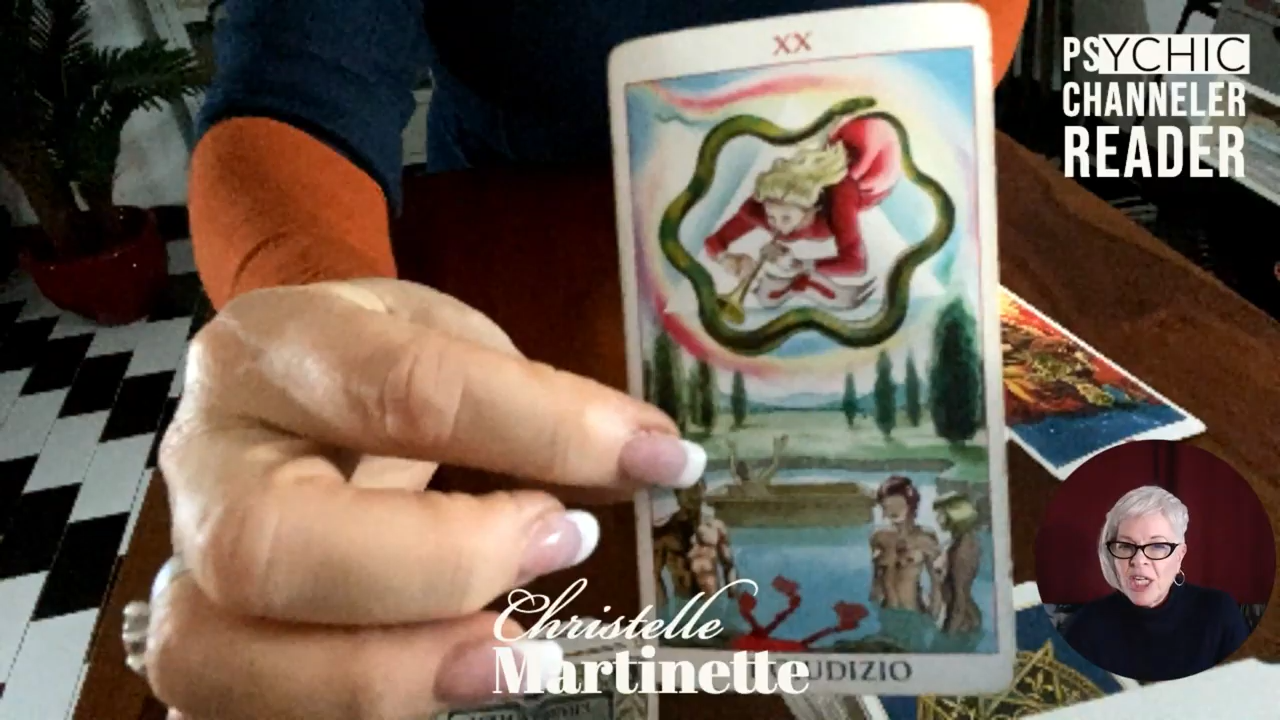 XX
PSYCHIC
CHANNELER
READER
Christelle
Martinette
UDIZIO